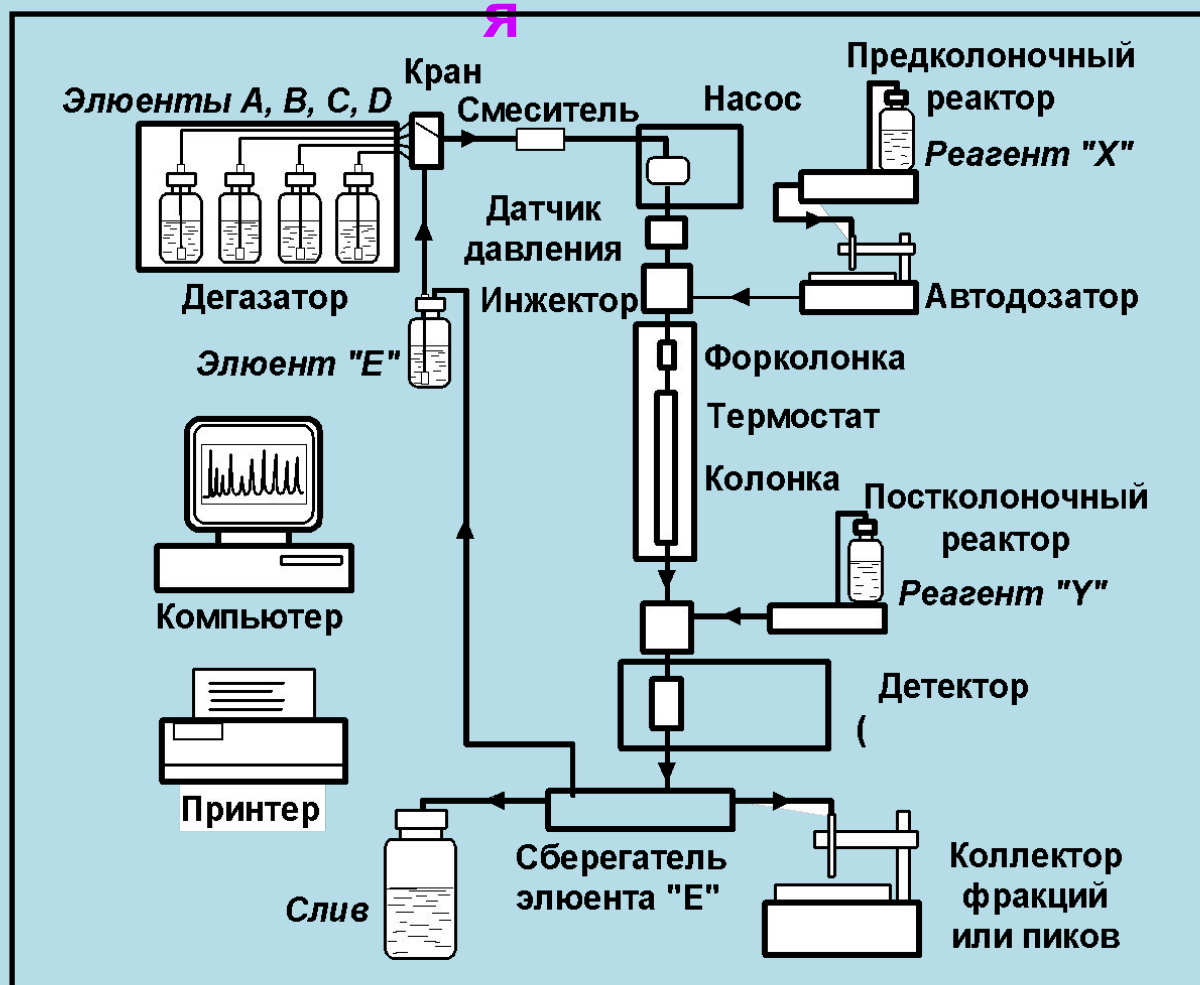 Я
Элюенты A, B, C, D
Кран
Смеситель
Насос
Предколоночный
реактор
Реагент "X"
Датчик
давления
Дегазатор
Инжектор
Автодозатор
Элюент "E"
Форколонка
Термостат
Колонка
Постколоночный
реактор
Реагент "Y"
Компьютер
Детектор
(
Принтер
Сберегатель
элюента "E"
Слив
Коллектор
фракций
или пиков